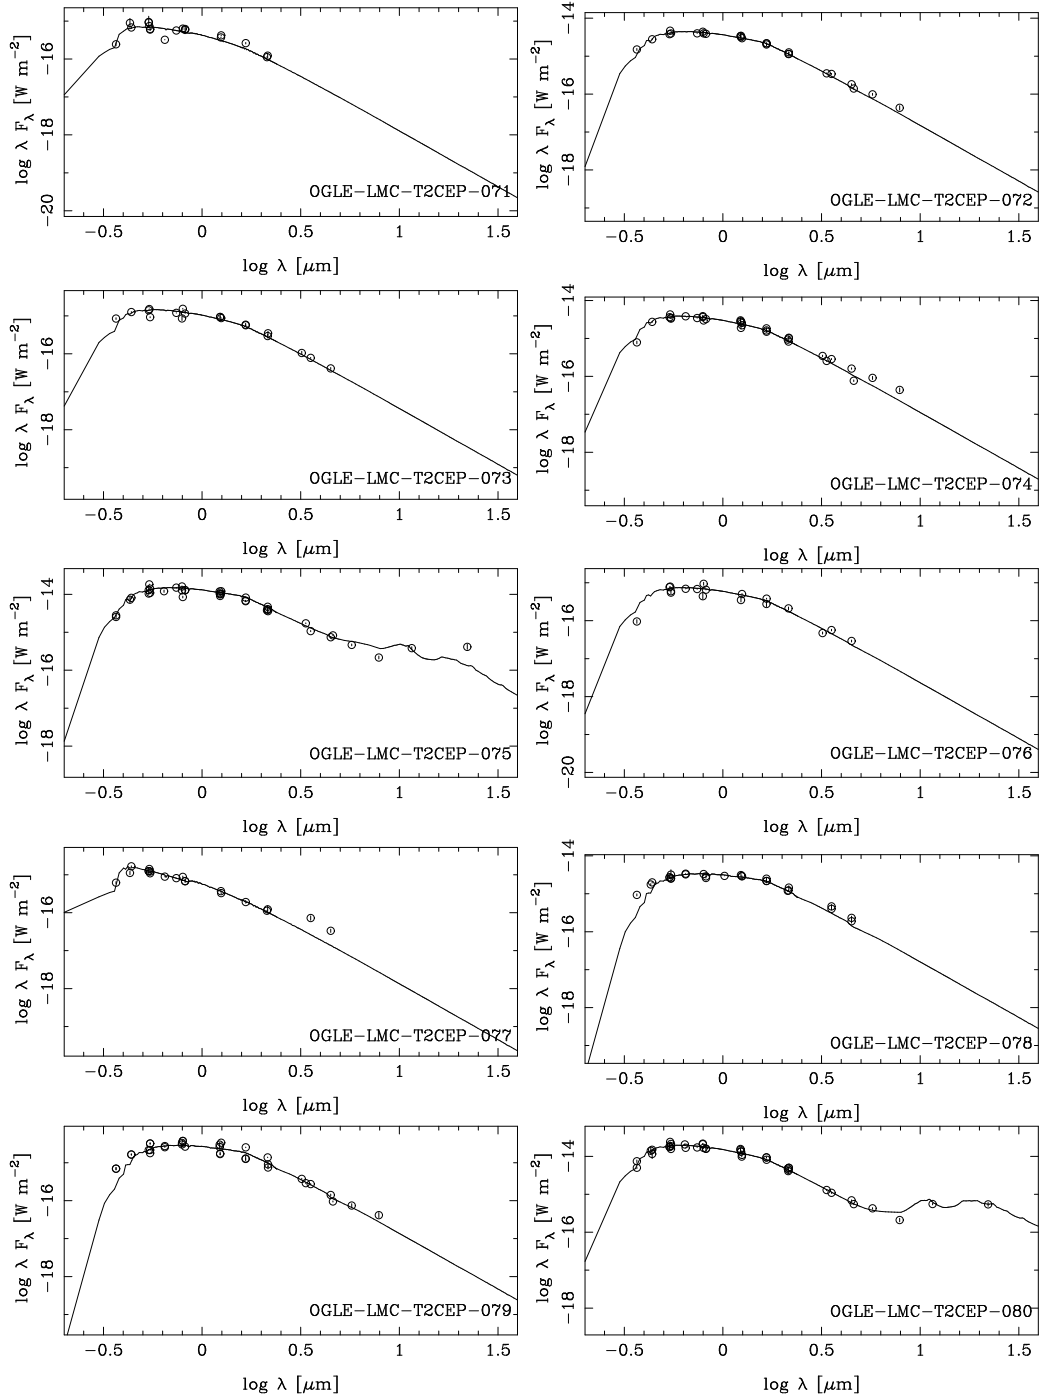 log λ F_λ [W m⁻²]
−16
−18
−20
OGLE−LMC−T2CEP−071
−0.5 0 0.5 1 1.5
log λ [μm]
log λ F_λ [W m⁻²]
−14
−16
−18
OGLE−LMC−T2CEP−072
−0.5 0 0.5 1 1.5
log λ [μm]
log λ F_λ [W m⁻²]
−16
−18
OGLE−LMC−T2CEP−073
−0.5 0 0.5 1 1.5
log λ [μm]
log λ F_λ [W m⁻²]
−14
−16
−18
OGLE−LMC−T2CEP−074
−0.5 0 0.5 1 1.5
log λ [μm]
log λ F_λ [W m⁻²]
−14
−16
−18
OGLE−LMC−T2CEP−075
−0.5 0 0.5 1 1.5
log λ [μm]
log λ F_λ [W m⁻²]
−16
−18
−20
OGLE−LMC−T2CEP−076
−0.5 0 0.5 1 1.5
log λ [μm]
log λ F_λ [W m⁻²]
−16
−18
OGLE−LMC−T2CEP−077
−0.5 0 0.5 1 1.5
log λ [μm]
log λ F_λ [W m⁻²]
−14
−16
−18
OGLE−LMC−T2CEP−078
−0.5 0 0.5 1 1.5
log λ [μm]
log λ F_λ [W m⁻²]
−16
−18
OGLE−LMC−T2CEP−079
−0.5 0 0.5 1 1.5
log λ [μm]
log λ F_λ [W m⁻²]
−14
−16
−18
OGLE−LMC−T2CEP−080
−0.5 0 0.5 1 1.5
log λ [μm]